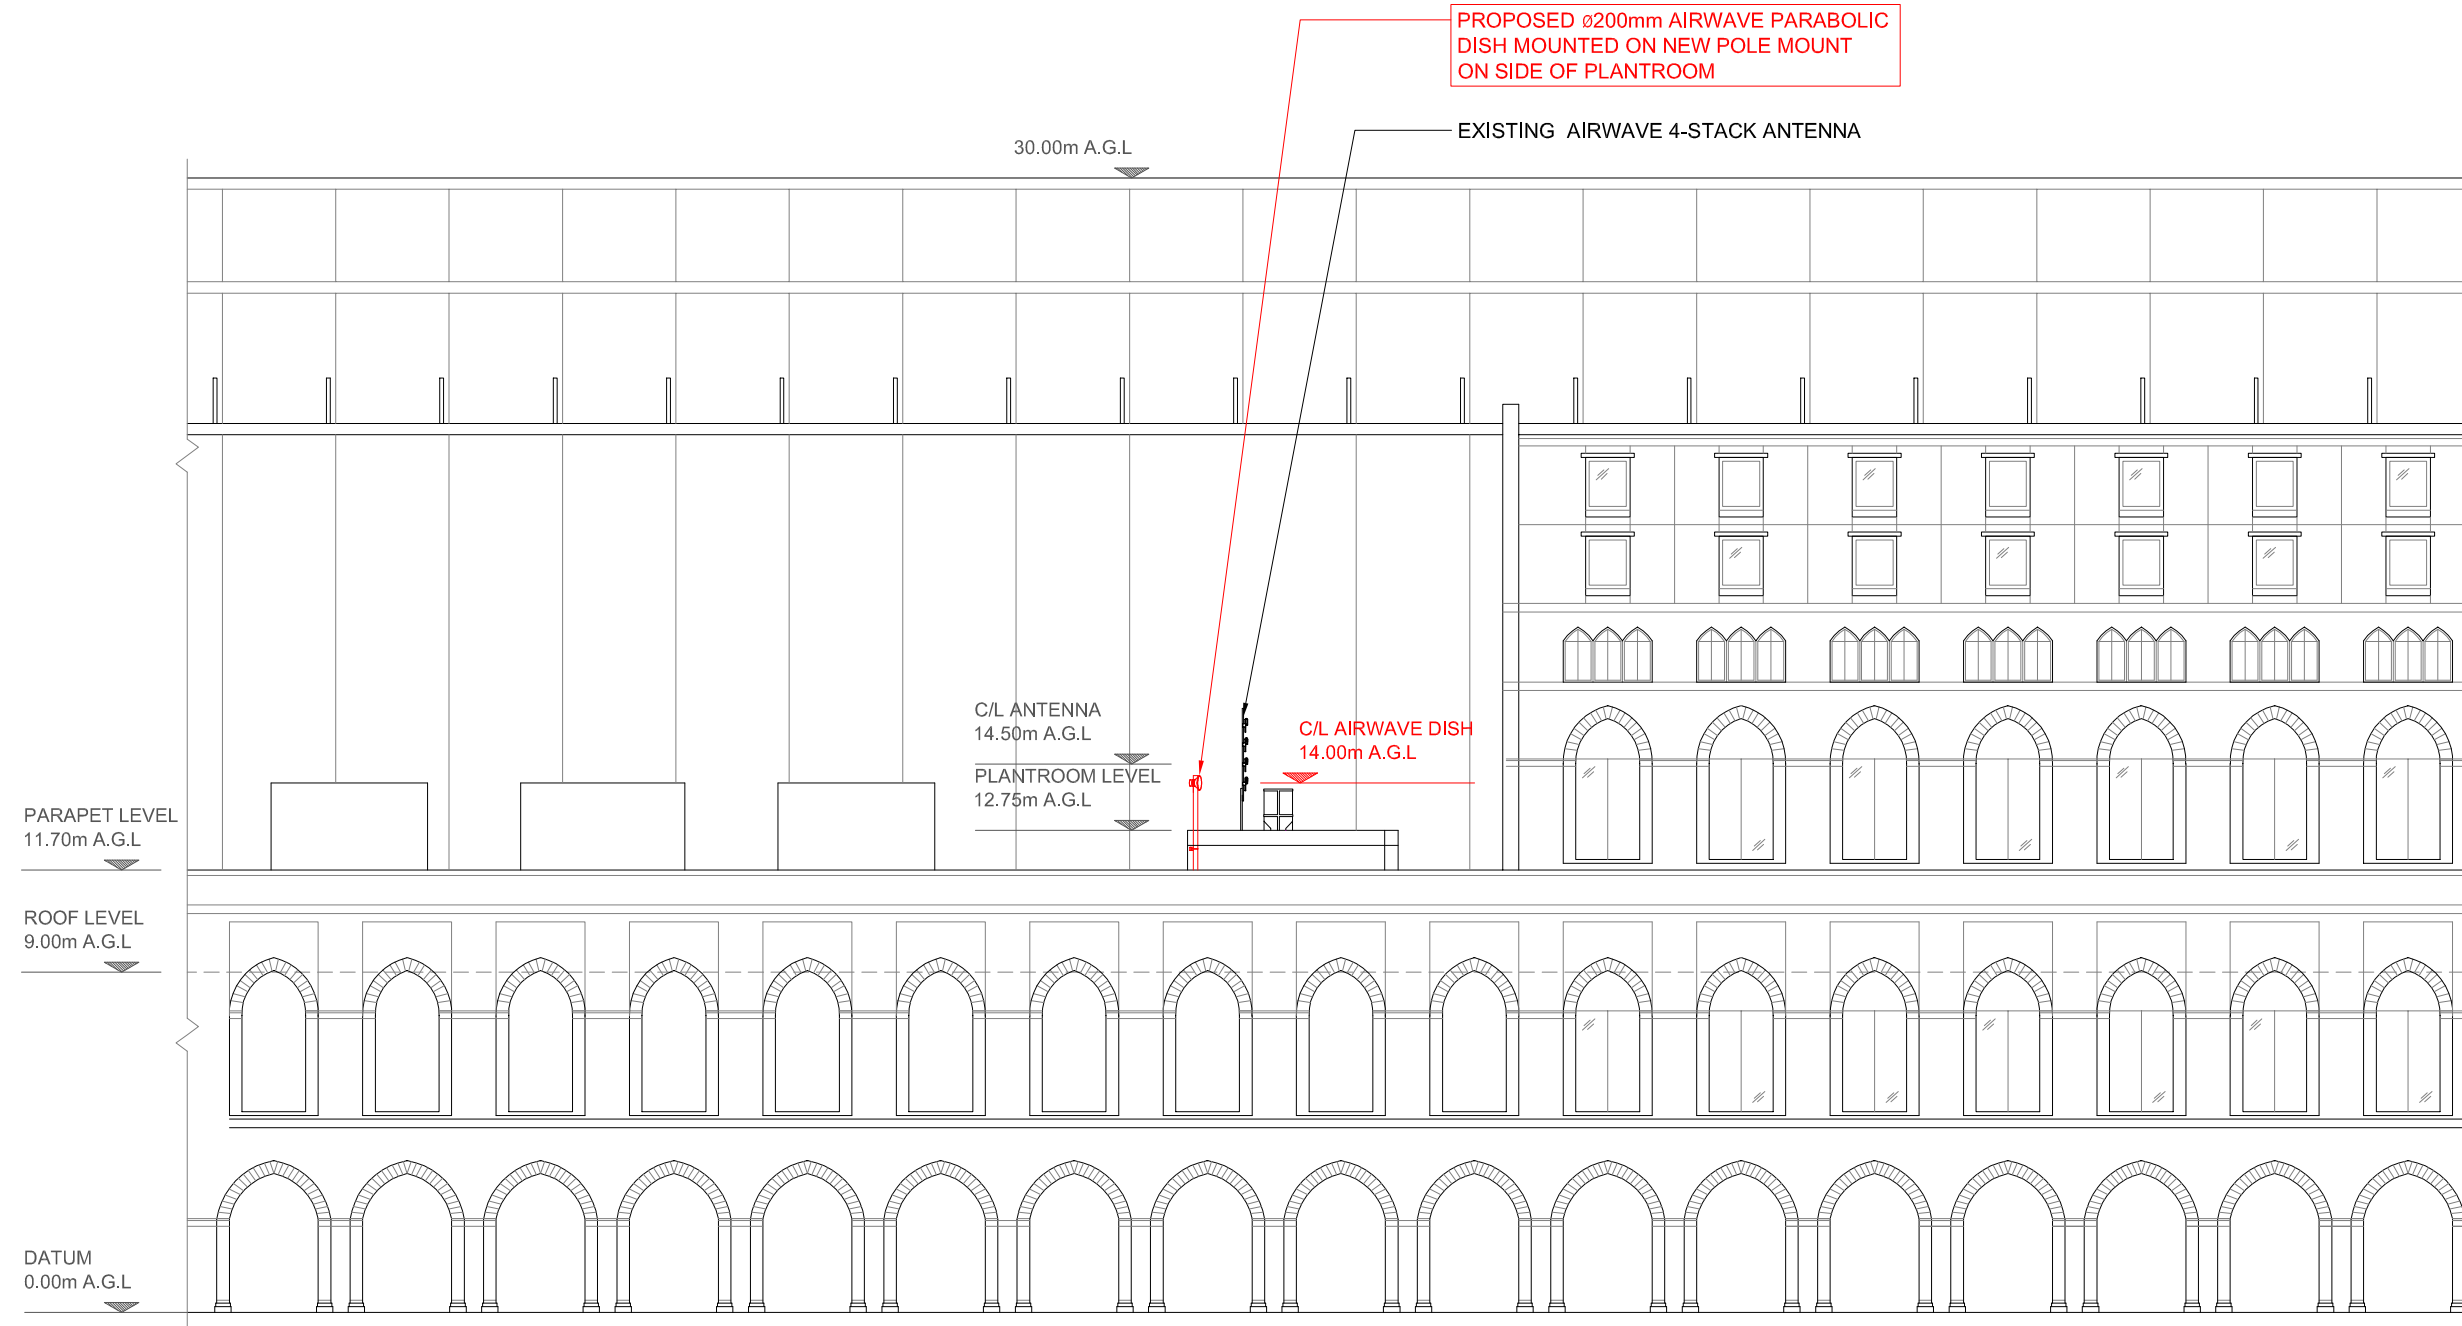 PROPOSED ø200mm AIRWAVE PARABOLIC
DISH MOUNTED ON NEW POLE MOUNT
ON SIDE OF PLANTROOM
EXISTING  AIRWAVE 4-STACK ANTENNA
30.00m A.G.L
C/L ANTENNA
14.50m A.G.L
C/L AIRWAVE DISH
14.00m A.G.L
PLANTROOM LEVEL
12.75m A.G.L
PARAPET LEVEL
11.70m A.G.L
ROOF LEVEL
9.00m A.G.L
DATUM
0.00m A.G.L